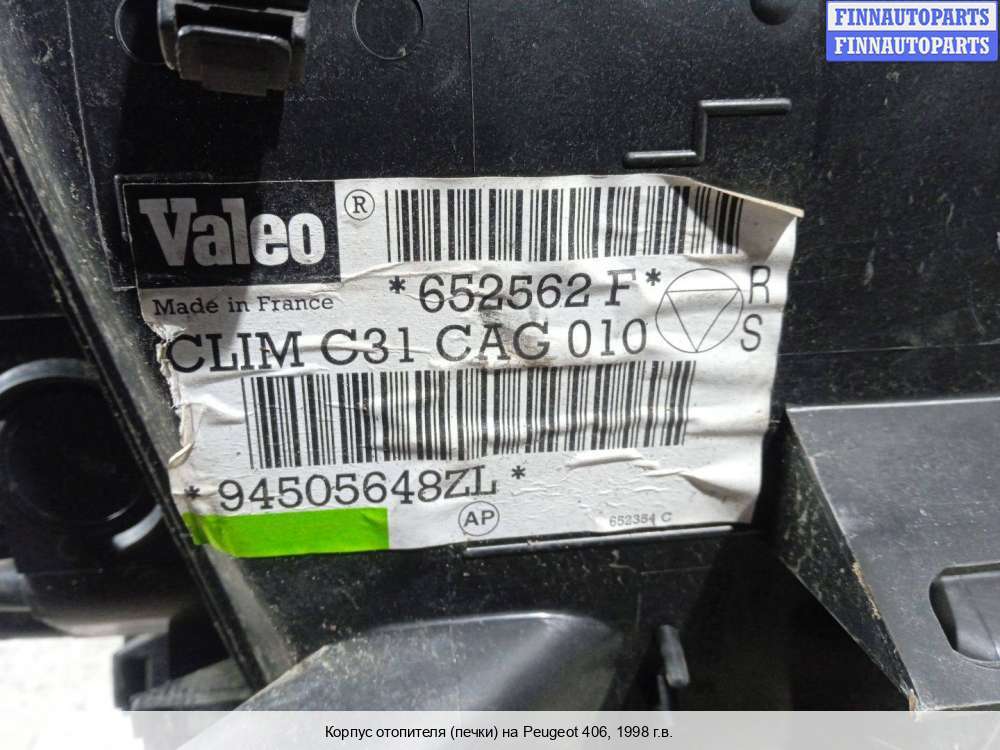 FINNAUTOPARTS
FINNAUTOPARTS
Valeo ®
*652562 F*
Made in France
R
S
CLIM C31 CAG 010
*94505648ZL*
AP
652354 C
Корпус отопителя (печки) на Peugeot 406, 1998 г.в.